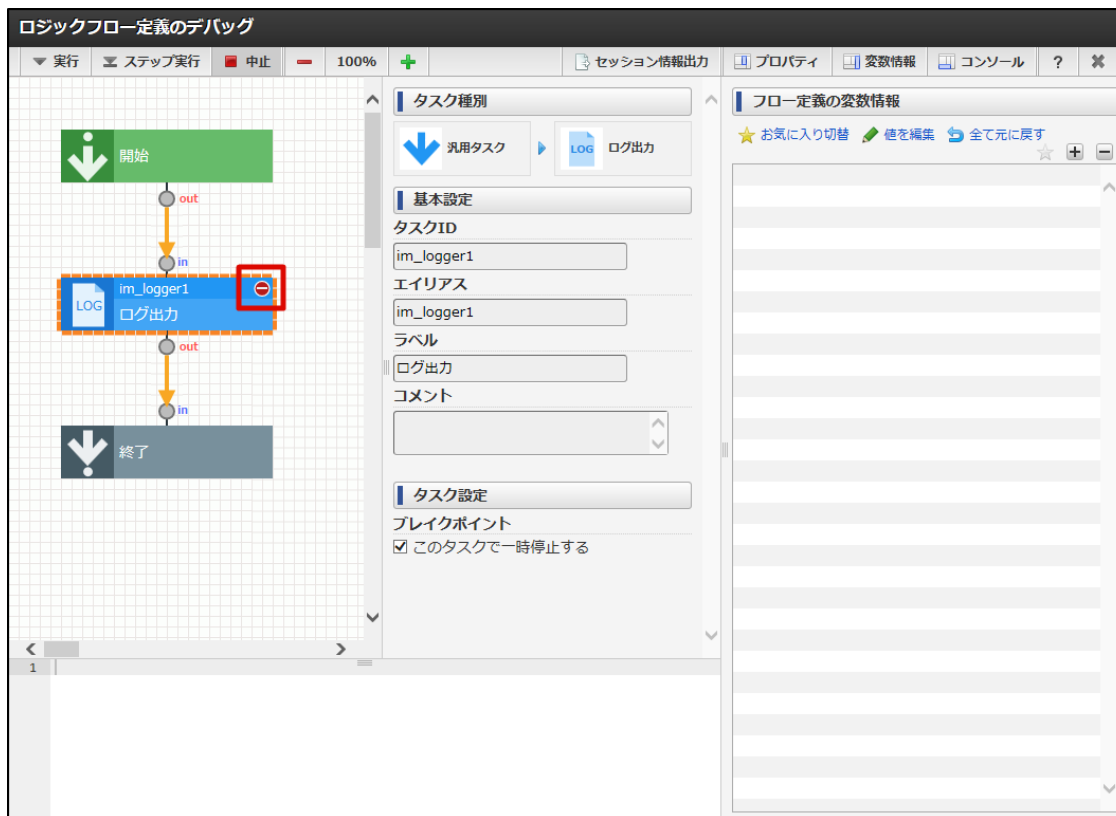 ロジックフロー定義のデバッグ
実行 ステップ実行 中止 100% セッション情報出力 プロパティ 変数情報 コンソール ?
開始
out
in
im_logger1
LOG
ログ出力
out
in
終了
タスク種別
汎用タスク LOG ログ出力
基本設定
タスクID
im_logger1
エイリアス
im_logger1
ラベル
ログ出力
コメント
タスク設定
ブレイクポイント
このタスクで一時停止する
フロー定義の変数情報
お気に入り切替 値を編集 全て元に戻す
1